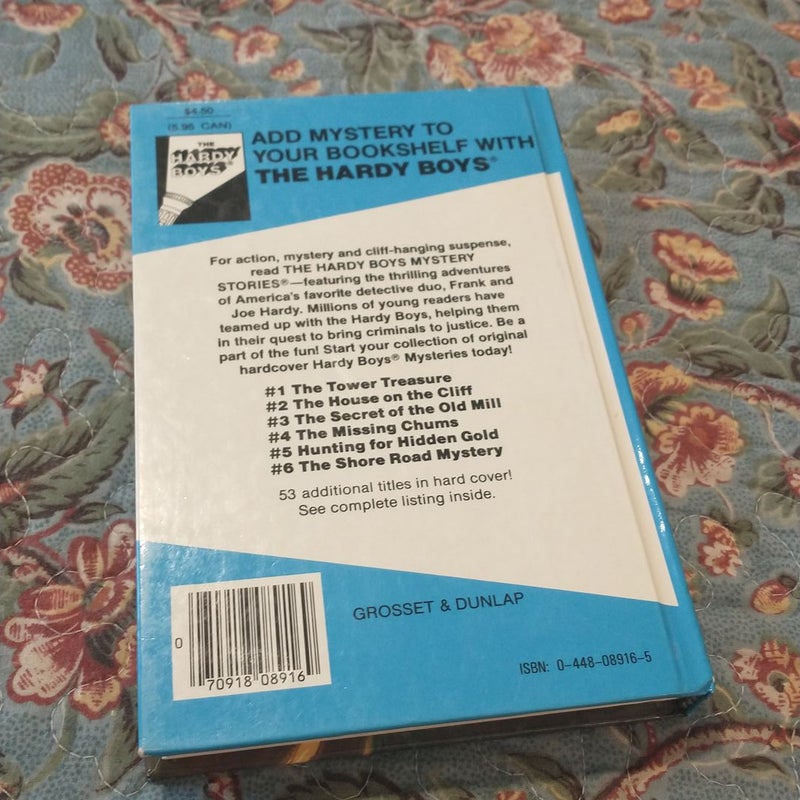 $4.50
(5.95 CAN)
THE
HARDY
BOYS®
ADD MYSTERY TO
YOUR BOOKSHELF WITH
THE HARDY BOYS®
For action, mystery and cliff-hanging suspense,
read THE HARDY BOYS MYSTERY
STORIES®—featuring the thrilling adventures
of America's favorite detective duo, Frank and
Joe Hardy. Millions of young readers have
teamed up with the Hardy Boys, helping them
in their quest to bring criminals to justice. Be a
part of the fun! Start your collection of original
hardcover Hardy Boys® Mysteries today!
#1 The Tower Treasure
#2 The House on the Cliff
#3 The Secret of the Old Mill
#4 The Missing Chums
#5 Hunting for Hidden Gold
#6 The Shore Road Mystery
53 additional titles in hard cover!
See complete listing inside.
GROSSET & DUNLAP
0 70918 08916
ISBN: 0-448-08916-5